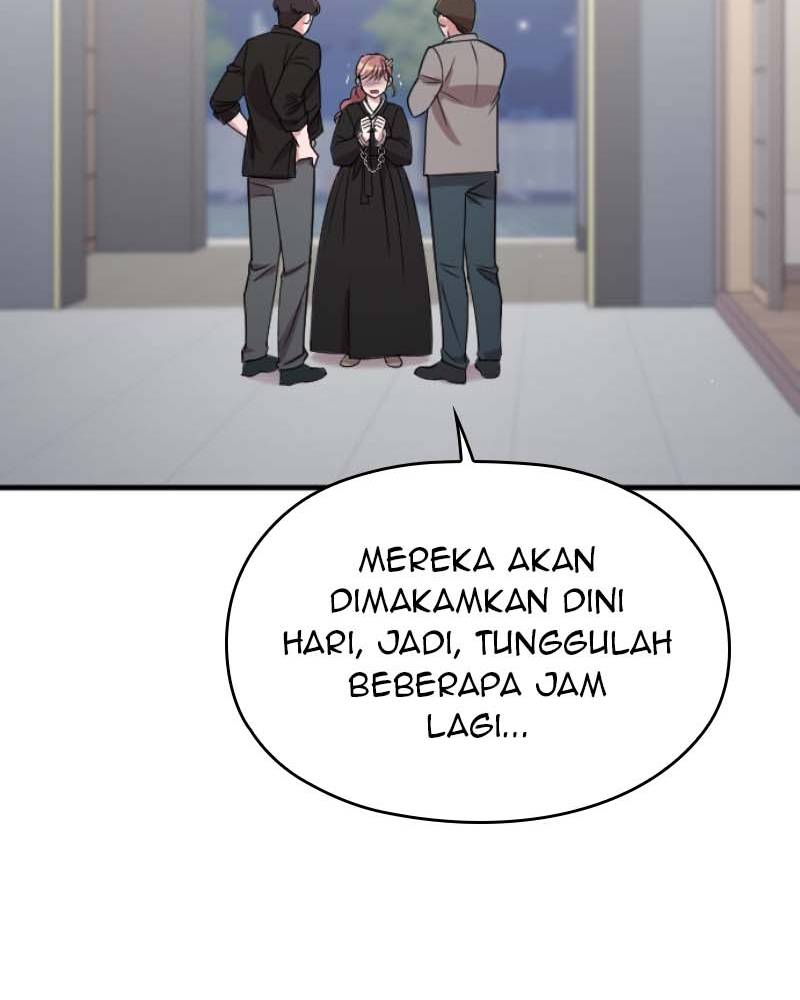 MEREKA AKAN
DIMAKAMKAN DINI
HARI, JADI, TUNGGULAH
BEBERAPA JAM
LAGI...